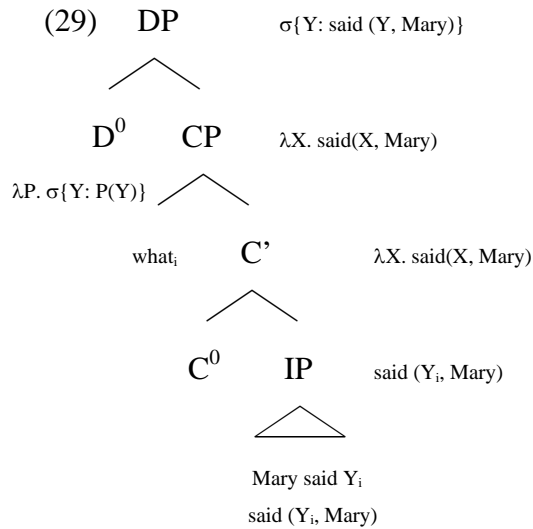 (29) DP σ{Y: said (Y, Mary)}
D⁰ CP λX. said(X, Mary)
λP. σ{Y: P(Y)}
whatᵢ C’ λX. said(X, Mary)
C⁰ IP said (Yᵢ, Mary)
Mary said Yᵢ
said (Yᵢ, Mary)